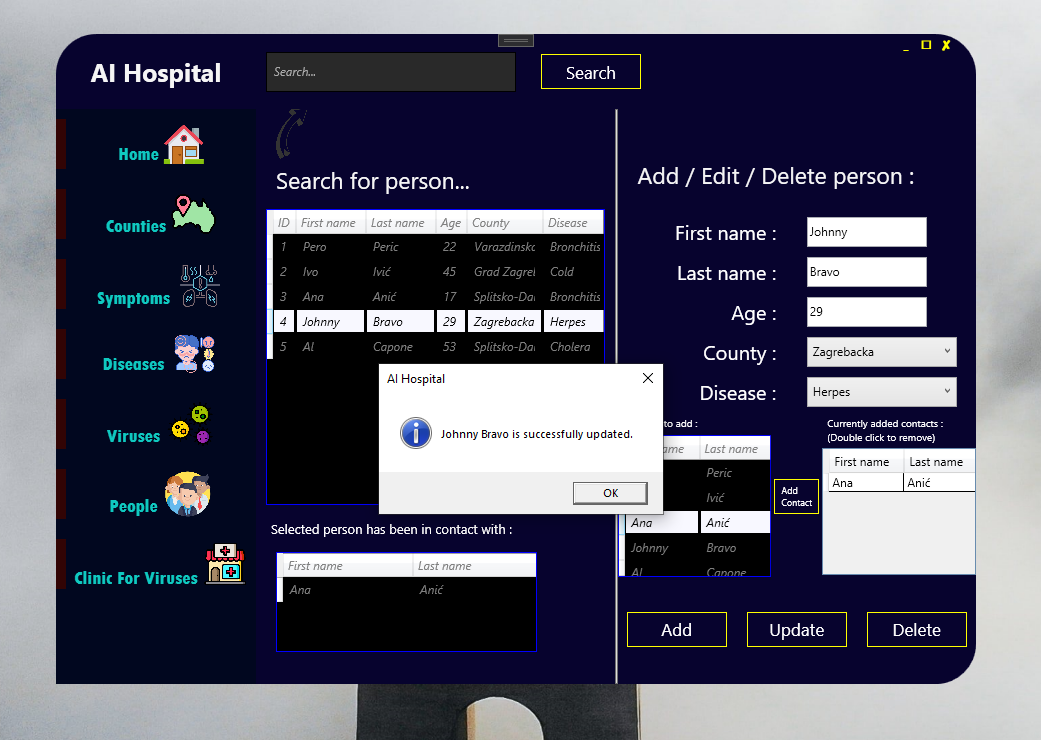 AI Hospital
Search...
Search
Home
Counties
Symptoms
Diseases
Viruses
People
Clinic For Viruses
Search for person...
ID First name Last name Age County Disease
1 Pero Peric 22 Varazdinska Bronchitis
2 Ivo Ivić 45 Grad Zagreb Cold
3 Ana Anić 17 Splitsko-Da Bronchitis
4 Johnny Bravo 29 Zagrebacka Herpes
5 Al Capone 53 Splitsko-Da Cholera
Selected person has been in contact with :
First name Last name
Ana Anić
Add / Edit / Delete person :
First name : Johnny
Last name : Bravo
Age : 29
County : Zagrebacka
Disease : Herpes
to add :
ame Last name
Peric
Ivić
Ana Anić
Johnny Bravo
Al Capone
Add
Contact
Currently added contacts :
(Double click to remove)
First name Last name
Ana Anić
Add
Update
Delete
AI Hospital
Johnny Bravo is successfully updated.
OK